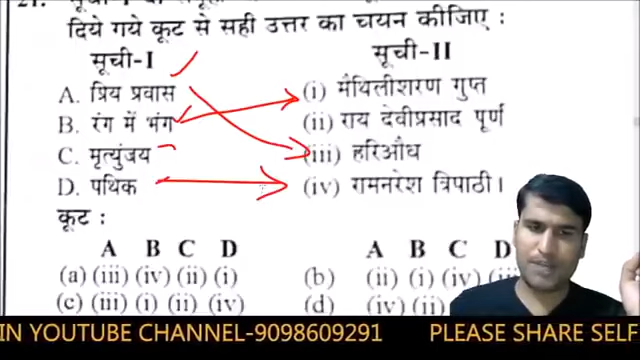 दिये गये कूट से सही उत्तर का चयन कीजिए :
सूची-I सूची-II
A. प्रिय प्रवास (i) मैथिलीशरण गुप्त
B. रंग में भंग (ii) राय देवीप्रसाद पूर्ण
C. मृत्युंजय (iii) हरिऔध
D. पथिक (iv) रामनरेश त्रिपाठी।
कूट :
A B C D A B C D
(a) (iii) (iv) (ii) (i) (b) (ii) (i) (iv)
(c) (iii) (i) (ii) (iv) (d) (iv) (ii)
IN YOUTUBE CHANNEL-9098609291 PLEASE SHARE SELF